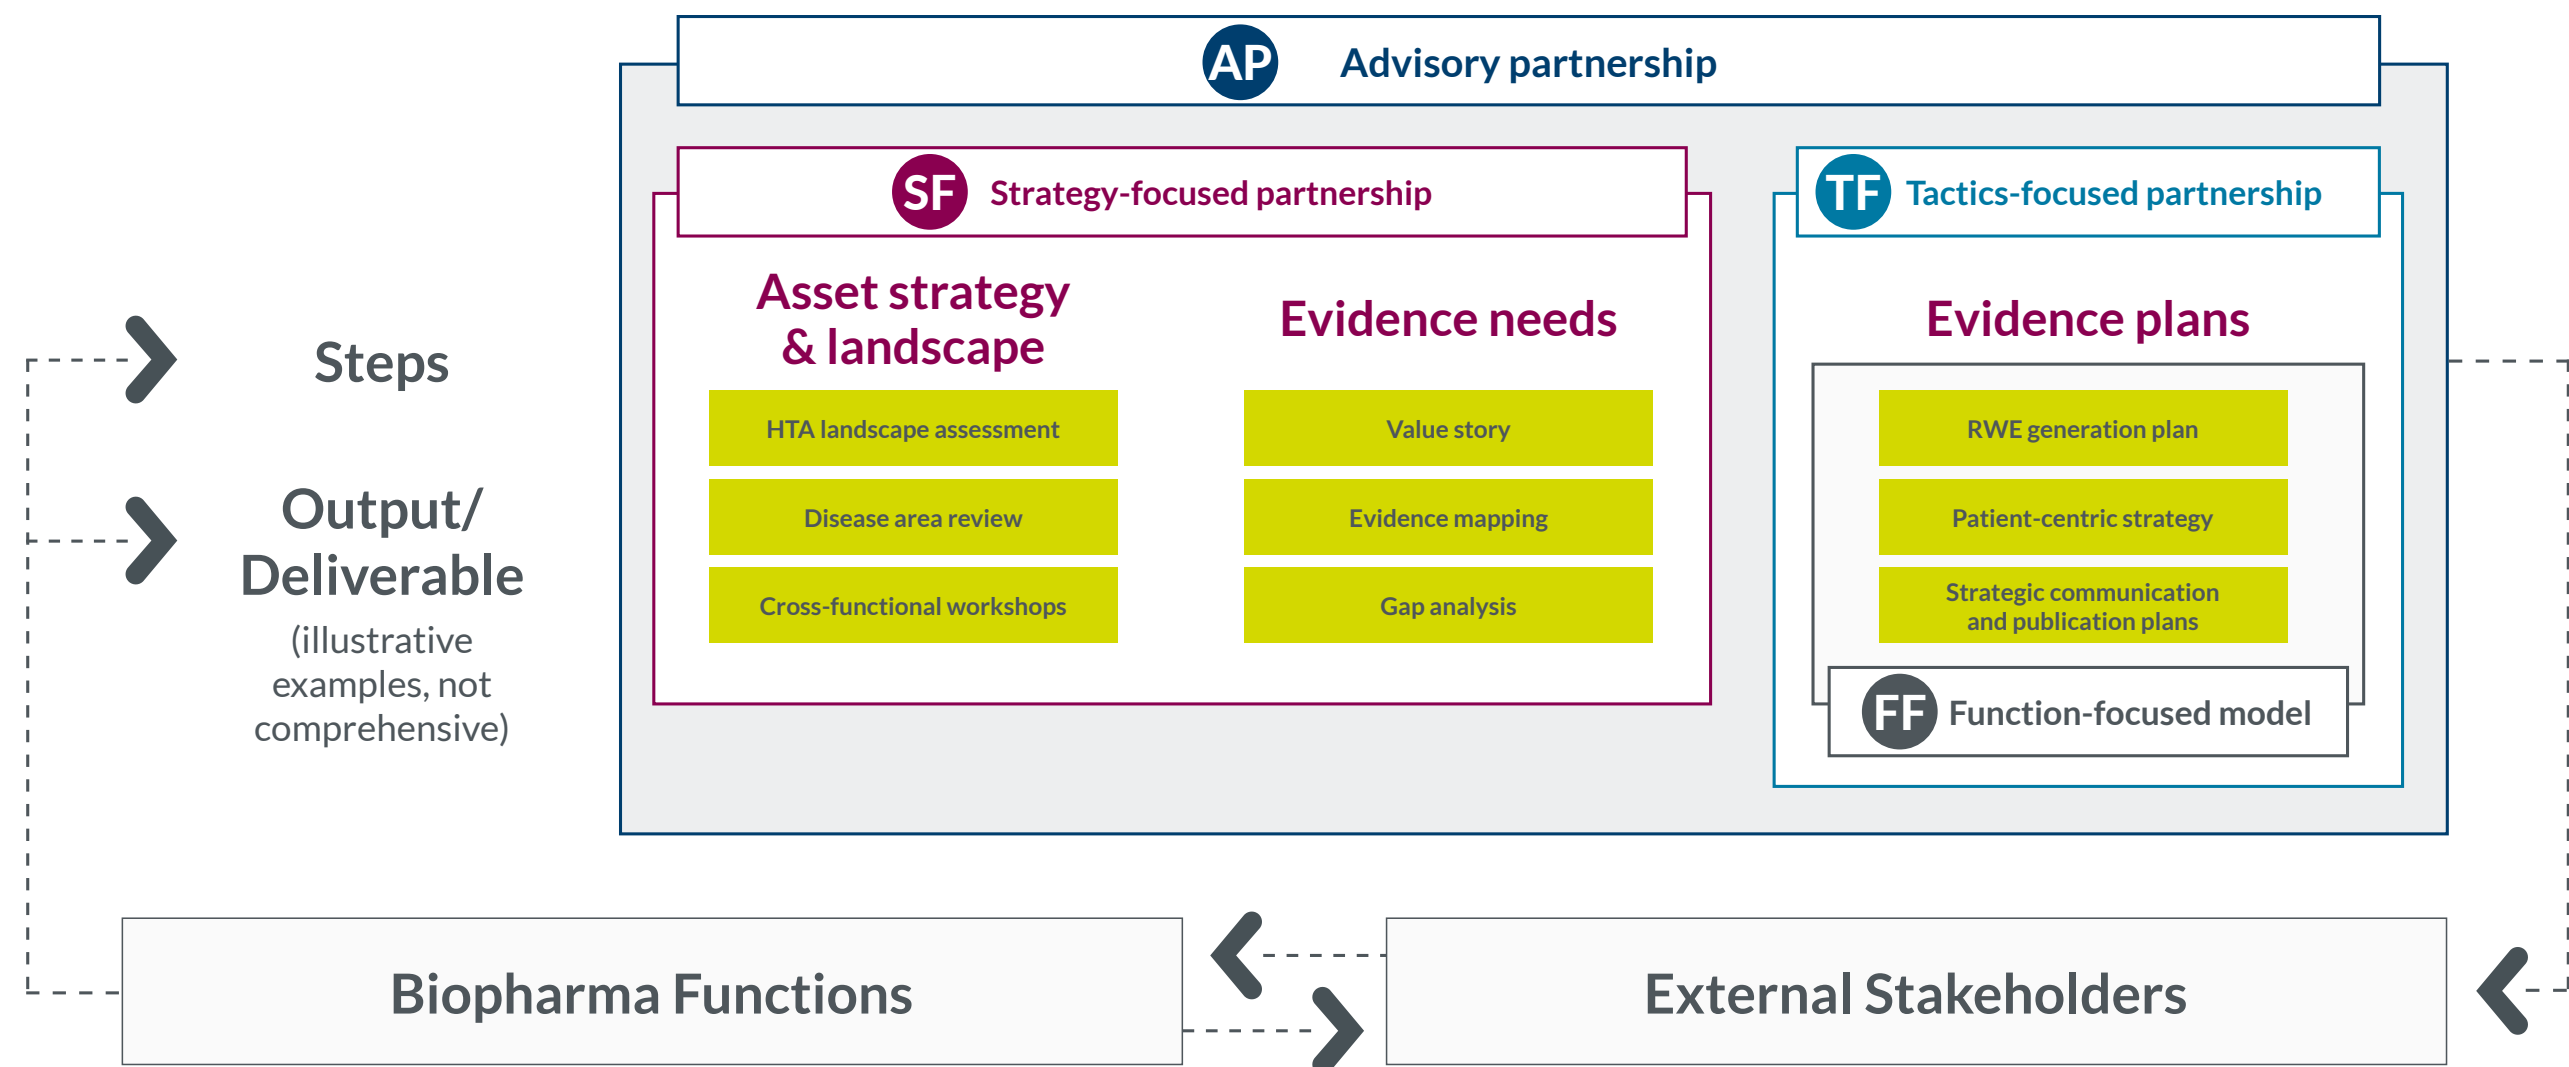 AP Advisory partnership
SF Strategy-focused partnership
TF Tactics-focused partnership
Steps
Asset strategy
& landscape
Evidence needs
Evidence plans
Output/
Deliverable
(illustrative
examples, not
comprehensive)
HTA landscape assessment
Disease area review
Cross-functional workshops
Value story
Evidence mapping
Gap analysis
RWE generation plan
Patient-centric strategy
Strategic communication
and publication plans
FF Function-focused model
Biopharma Functions
External Stakeholders